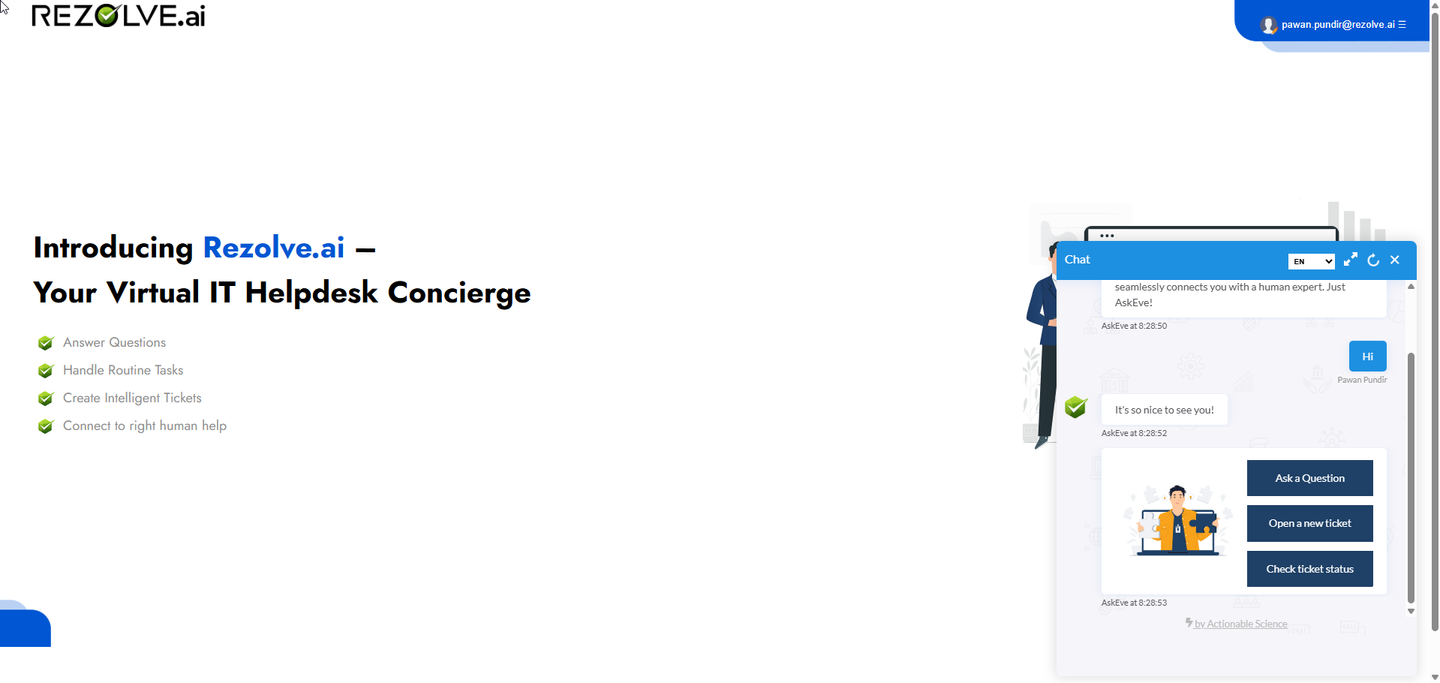 REZOLVE.ai
pawan.pundir@rezolve.ai
Introducing Rezolve.ai –
Your Virtual IT Helpdesk Concierge
Answer Questions
Handle Routine Tasks
Create Intelligent Tickets
Connect to right human help
Chat
EN
seamlessly connects you with a human expert. Just
AskEve!
AskEve at 8:28:50
Hi
Pawan Pundir
It's so nice to see you!
AskEve at 8:28:52
Ask a Question
Open a new ticket
Check ticket status
AskEve at 8:28:53
by Actionable Science